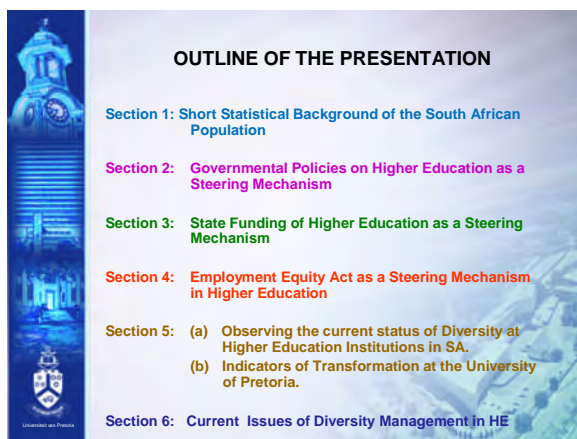 OUTLINE OF THE PRESENTATION
Section 1: Short Statistical Background of the South African
Population
Section 2: Governmental Policies on Higher Education as a
Steering Mechanism
Section 3: State Funding of Higher Education as a Steering
Mechanism
Section 4: Employment Equity Act as a Steering Mechanism
in Higher Education
Section 5: (a) Observing the current status of Diversity at
Higher Education Institutions in SA.
(b) Indicators of Transformation at the University
of Pretoria.
Section 6: Current Issues of Diversity Management in HE
Universiteit van Pretoria